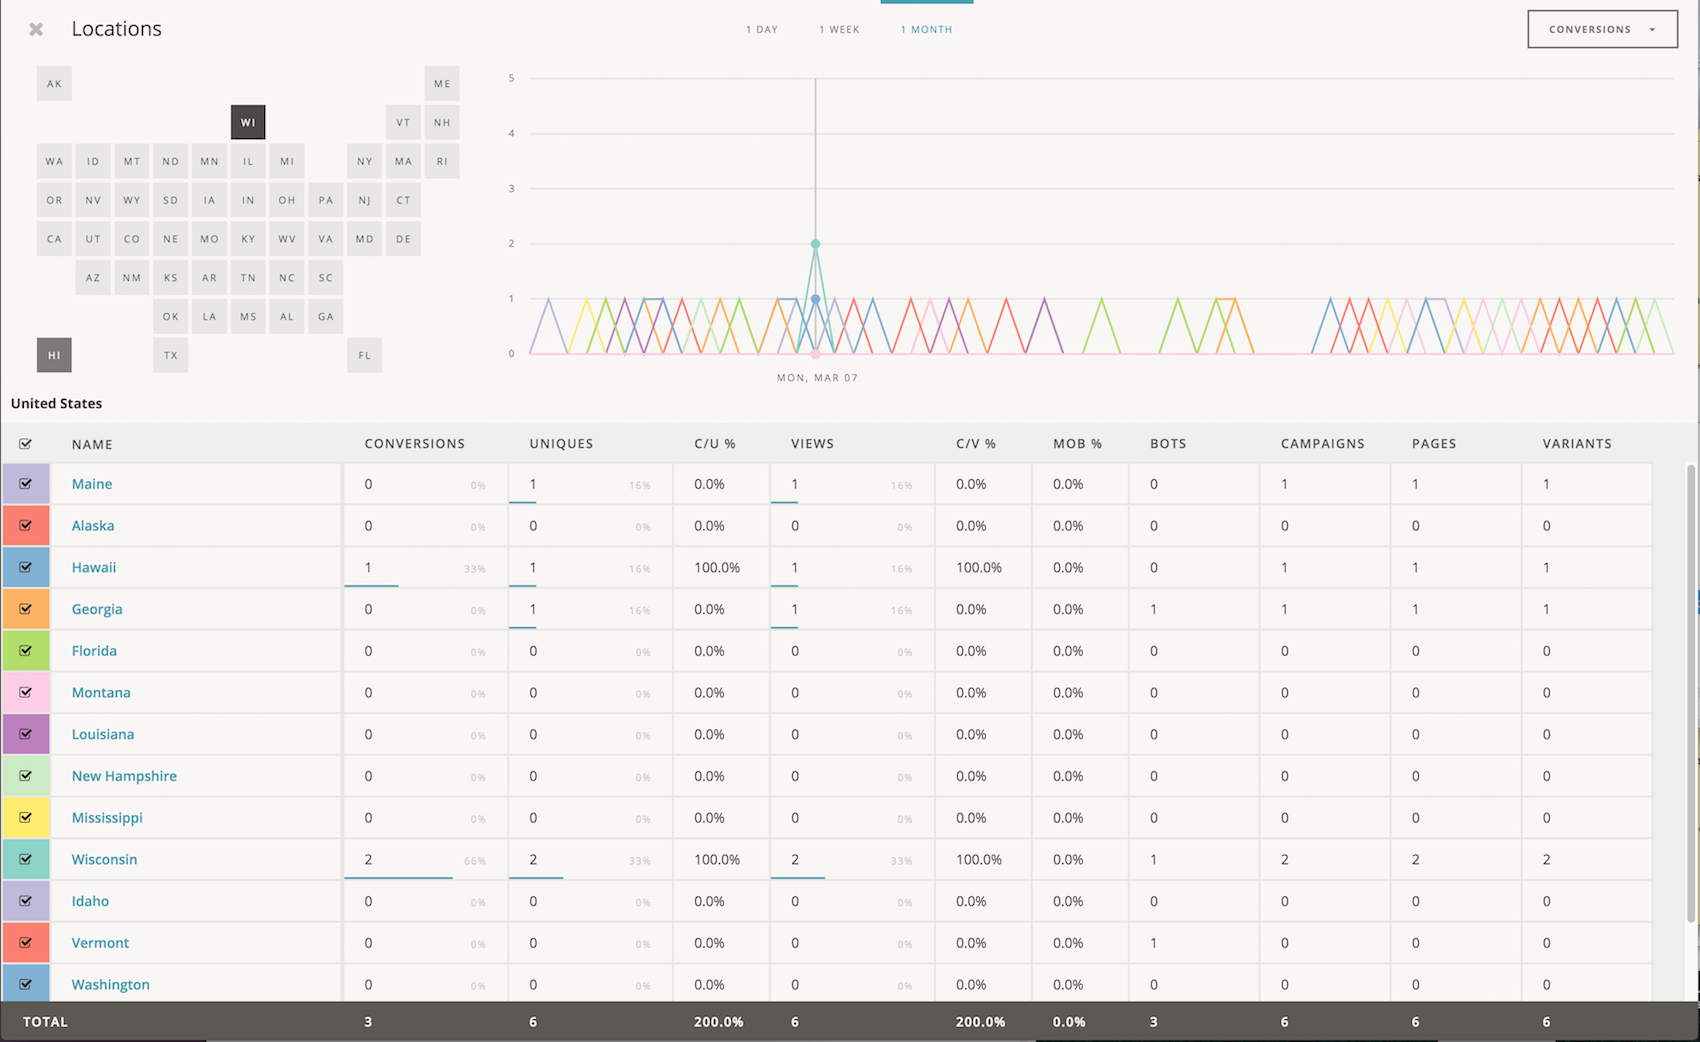 Locations
1 DAY 1 WEEK 1 MONTH
CONVERSIONS
AK ME
WI VT NH
WA ID MT ND MN IL MI NY MA RI
OR NV WY SD IA IN OH PA NJ CT
CA UT CO NE MO KY WV VA MD DE
AZ NM KS AR TN NC SC
OK LA MS AL GA
HI TX FL
5
4
3
2
1
0
MON, MAR 07
United States
NAME CONVERSIONS UNIQUES C/U % VIEWS C/V % MOB % BOTS CAMPAIGNS PAGES VARIANTS
Maine 0 0% 1 16% 0.0% 1 16% 0.0% 0.0% 0 1 1 1
Alaska 0 0% 0 0% 0.0% 0 0% 0.0% 0.0% 0 0 0 0
Hawaii 1 33% 1 16% 100.0% 1 16% 100.0% 0.0% 0 1 1 1
Georgia 0 0% 1 16% 0.0% 1 16% 0.0% 0.0% 1 1 1 1
Florida 0 0% 0 0% 0.0% 0 0% 0.0% 0.0% 0 0 0 0
Montana 0 0% 0 0% 0.0% 0 0% 0.0% 0.0% 0 0 0 0
Louisiana 0 0% 0 0% 0.0% 0 0% 0.0% 0.0% 0 0 0 0
New Hampshire 0 0% 0 0% 0.0% 0 0% 0.0% 0.0% 0 0 0 0
Mississippi 0 0% 0 0% 0.0% 0 0% 0.0% 0.0% 0 0 0 0
Wisconsin 2 66% 2 33% 100.0% 2 33% 100.0% 0.0% 1 2 2 2
Idaho 0 0% 0 0% 0.0% 0 0% 0.0% 0.0% 0 0 0 0
Vermont 0 0% 0 0% 0.0% 0 0% 0.0% 0.0% 1 0 0 0
Washington 0 0% 0 0% 0.0% 0 0% 0.0% 0.0% 0 0 0 0
TOTAL 3 6 200.0% 6 200.0% 0.0% 3 6 6 6